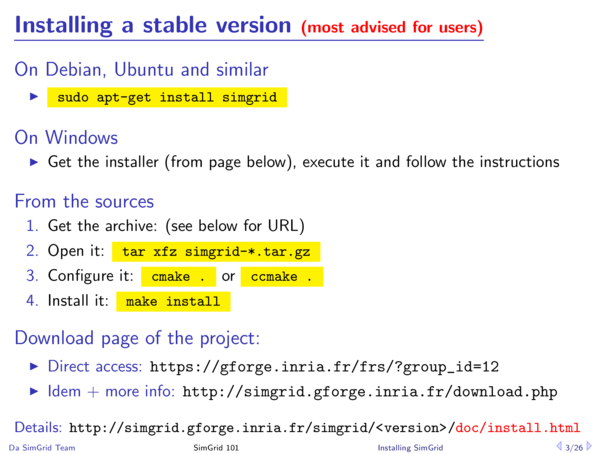 Installing a stable version (most advised for users)
On Debian, Ubuntu and similar
▶ sudo apt-get install simgrid
On Windows
▶ Get the installer (from page below), execute it and follow the instructions
From the sources
1. Get the archive: (see below for URL)
2. Open it: tar xfz simgrid-*.tar.gz
3. Configure it: cmake . or ccmake .
4. Install it: make install
Download page of the project:
▶ Direct access: https://gforge.inria.fr/frs/?group_id=12
▶ Idem + more info: http://simgrid.gforge.inria.fr/download.php
Details: http://simgrid.gforge.inria.fr/simgrid/<version>/doc/install.html
Da SimGrid Team SimGrid 101 Installing SimGrid 3/26